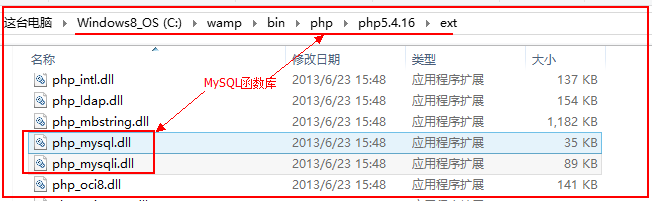 这台电脑 Windows8_OS (C:) wamp bin php php5.4.16 ext
名称 修改日期 类型 大小
php_intl.dll 2013/6/23 15:48 应用程序扩展 137 KB
MySQL函数库
php_ldap.dll 2013/6/23 15:48 应用程序扩展 154 KB
php_mbstring.dll 2013/6/23 15:48 应用程序扩展 1,182 KB
php_mysql.dll 2013/6/23 15:48 应用程序扩展 35 KB
php_mysqli.dll 2013/6/23 15:48 应用程序扩展 89 KB
php_oci8.dll 2013/6/23 15:48 应用程序扩展 141 KB